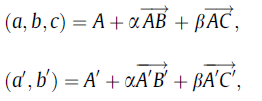 (a, b, c) = A + α\overrightarrow{AB} + β\overrightarrow{AC},
(a′, b′) = A′ + α\overrightarrow{A′B′} + β\overrightarrow{A′C′},